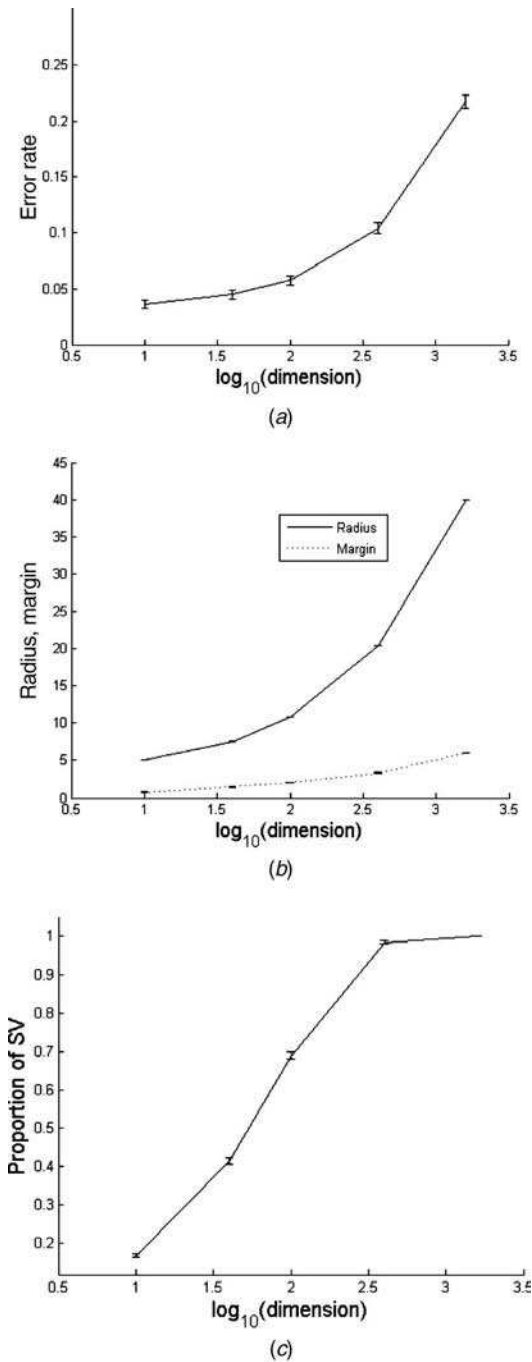 0.25
0.2
0.15
0.1
0.05
0
Error rate
0.5 1 1.5 2 2.5 3 3.5
log10(dimension)
(a)
45
40
35
30
25
20
15
10
5
0
Radius, margin
Radius
Margin
0.5 1 1.5 2 2.5 3 3.5
log10(dimension)
(b)
1
0.9
0.8
0.7
0.6
0.5
0.4
0.3
0.2
Proportion of SV
0.5 1 1.5 2 2.5 3 3.5
log10(dimension)
(c)